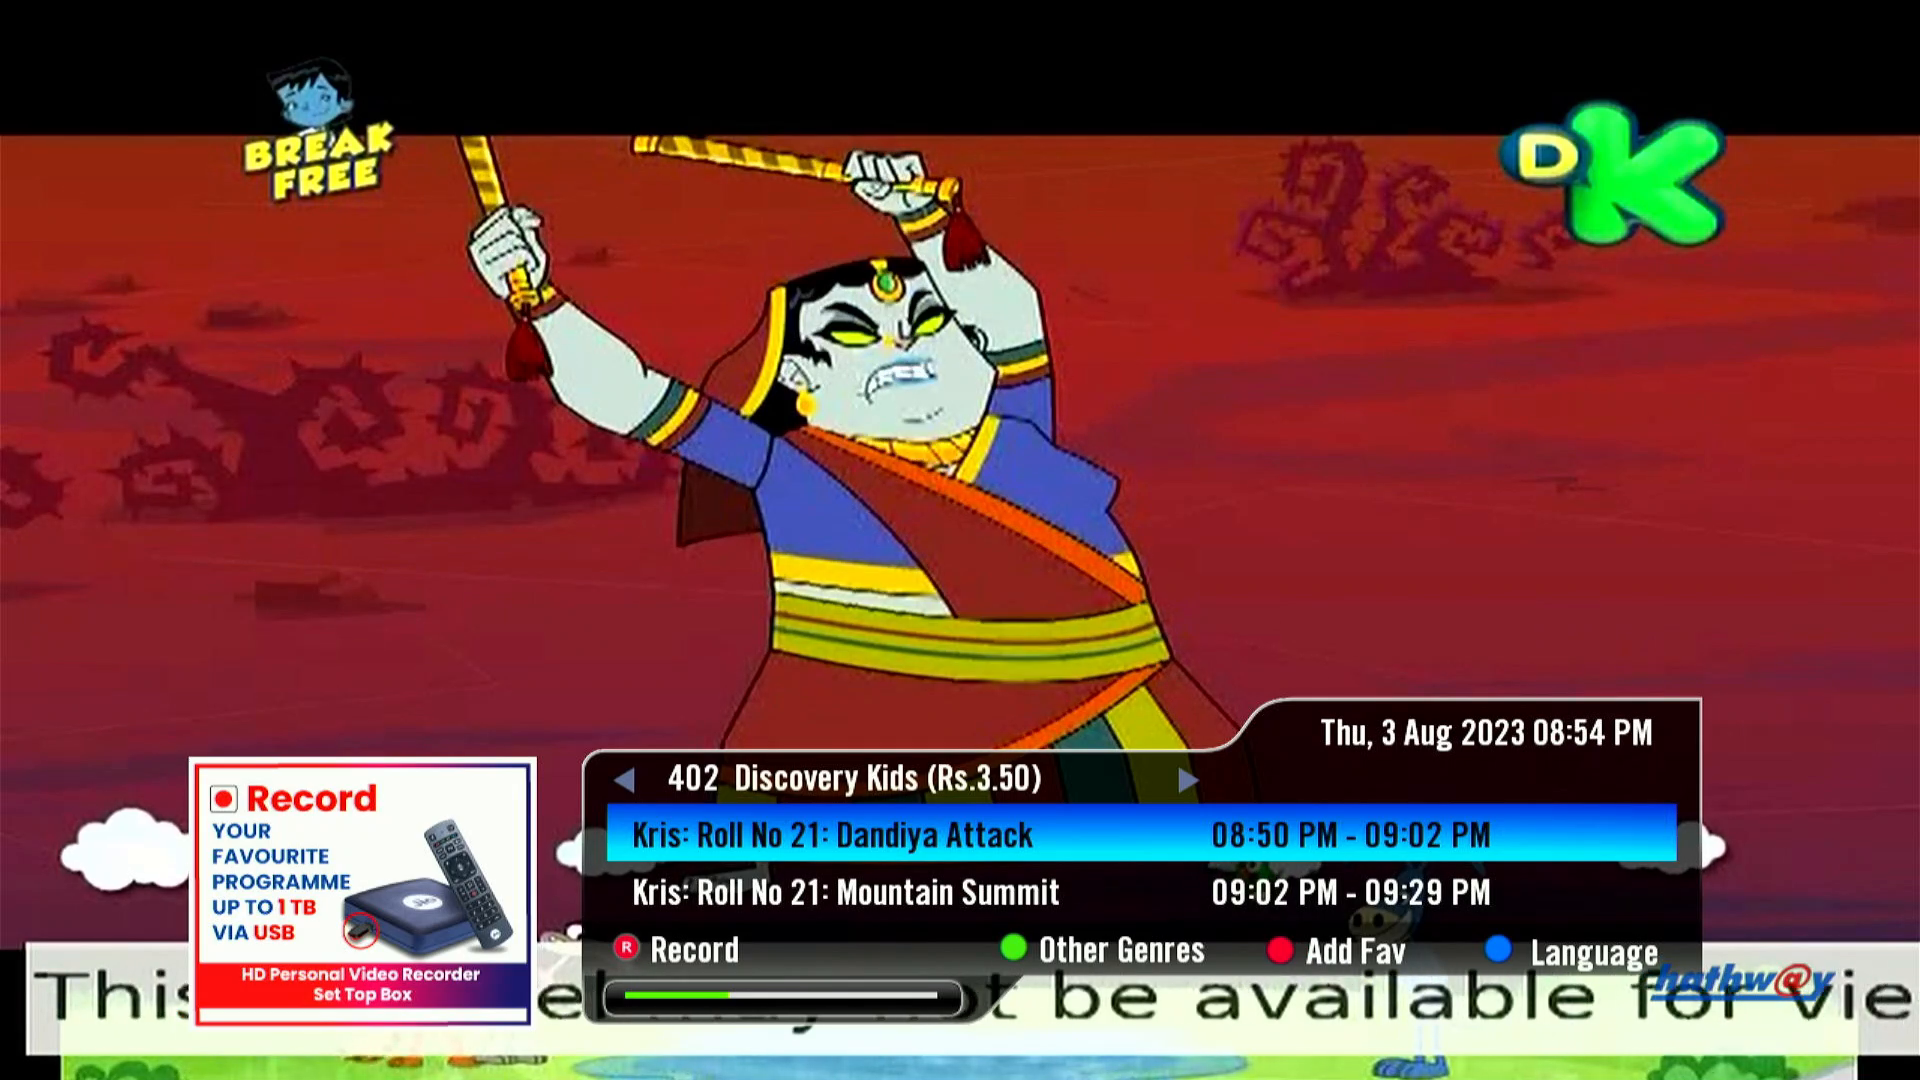 BREAK
FREE
DK
Thu, 3 Aug 2023 08:54 PM
402 Discovery Kids (Rs.3.50)
Kris: Roll No 21: Dandiya Attack 08:50 PM - 09:02 PM
Kris: Roll No 21: Mountain Summit 09:02 PM - 09:29 PM
R Record Other Genres Add Fav Language
Record
YOUR
FAVOURITE
PROGRAMME
UP TO 1 TB
VIA USB
Jio
HD Personal Video Recorder
Set Top Box
hathw@y
This be available for vie